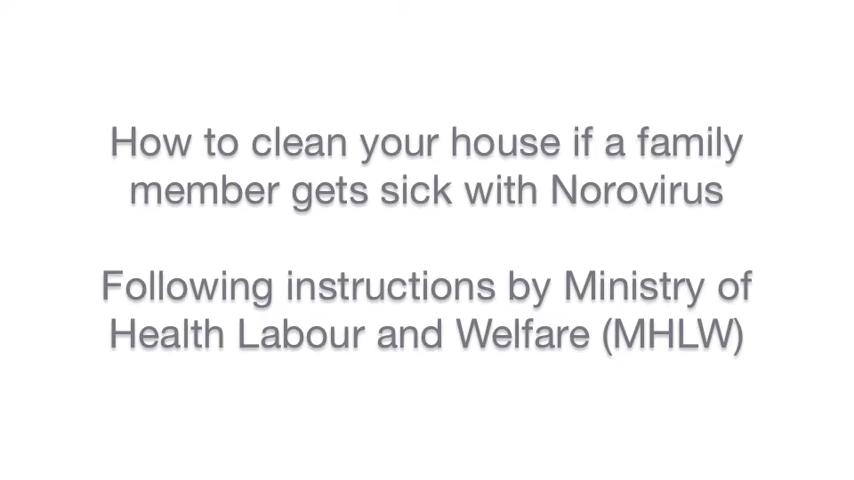 How to clean your house if a family
member gets sick with Norovirus
Following instructions by Ministry of
Health Labour and Welfare (MHLW)